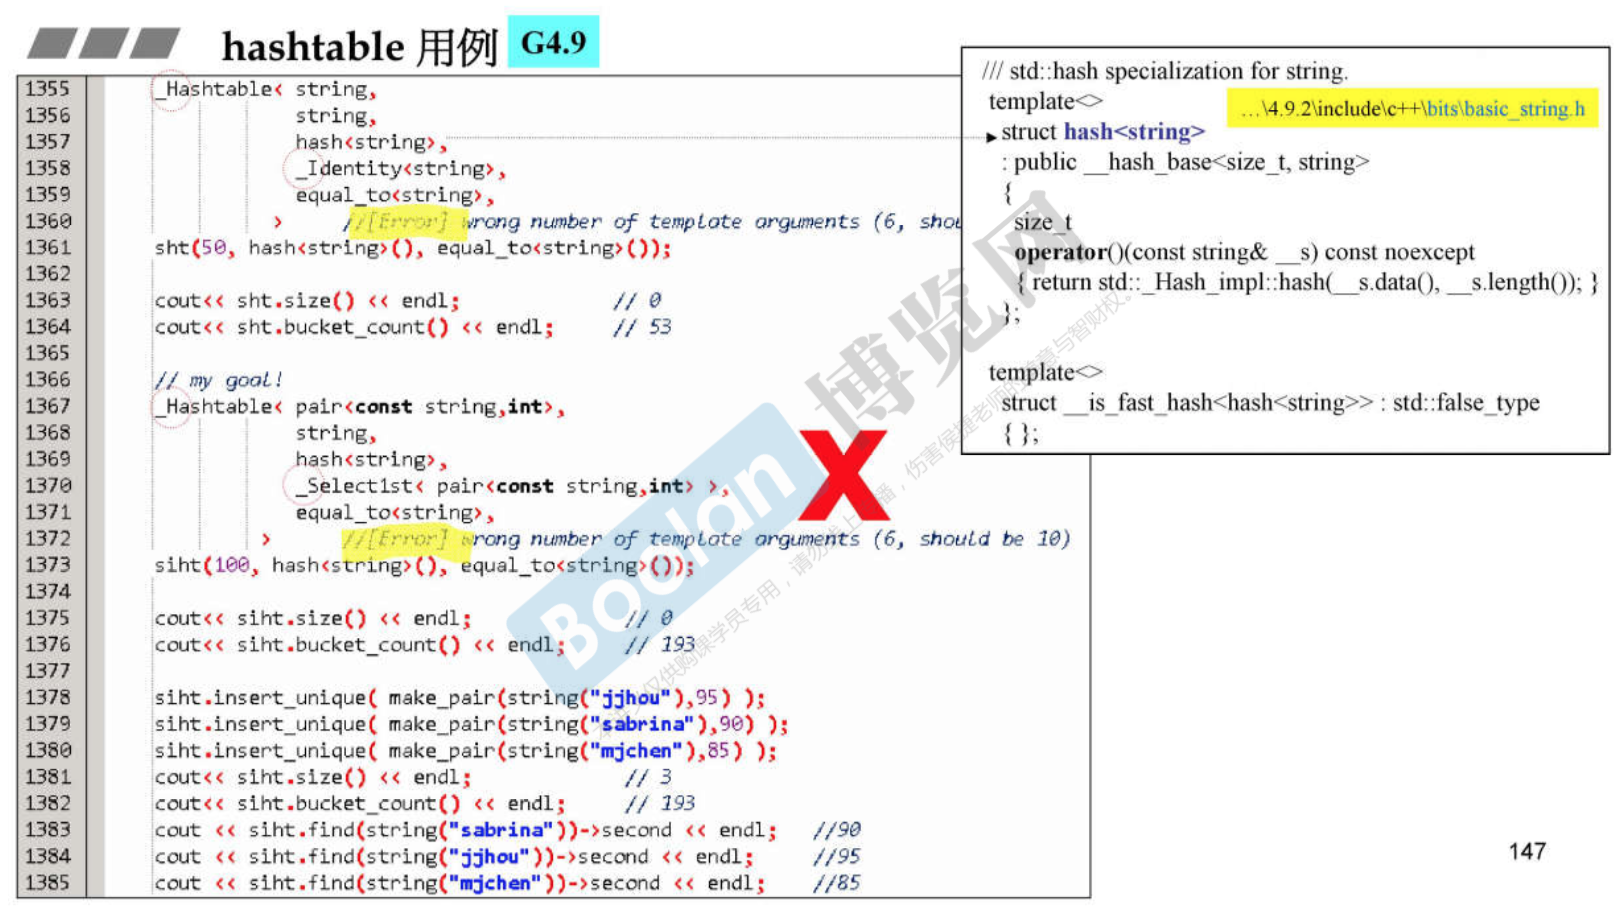 hashtable 用例 G4.9
1355 _Hashtable< string,
1356 string,
1357 hash<string>,
1358 _Identity<string>,
1359 equal_to<string>,
1360 > //[Error] wrong number of template arguments (6, shou
1361 sht(50, hash<string>(), equal_to<string>());
1362
1363 cout<< sht.size() << endl; // 0
1364 cout<< sht.bucket_count() << endl; // 53
1365
1366 // my goal!
1367 _Hashtable< pair<const string,int>,
1368 string,
1369 hash<string>,
1370 _Select1st< pair<const string,int> >,
1371 equal_to<string>,
1372 > //[Error] wrong number of template arguments (6, should be 10)
1373 siht(100, hash<string>(), equal_to<string>());
1374
1375 cout<< siht.size() << endl; // 0
1376 cout<< siht.bucket_count() << endl; // 193
1377
1378 siht.insert_unique( make_pair(string("jjhou"),95) );
1379 siht.insert_unique( make_pair(string("sabrina"),90) );
1380 siht.insert_unique( make_pair(string("mjchen"),85) );
1381 cout<< siht.size() << endl; // 3
1382 cout<< siht.bucket_count() << endl; // 193
1383 cout << siht.find(string("sabrina"))->second << endl; //90
1384 cout << siht.find(string("jjhou"))->second << endl; //95
1385 cout << siht.find(string("mjchen"))->second << endl; //85
/// std::hash specialization for string.
template<>
…\4.9.2\include\c++\bits\basic_string.h
struct hash<string>
: public __hash_base<size_t, string>
{
size_t
operator()(const string& __s) const noexcept
{ return std::_Hash_impl::hash(__s.data(), __s.length()); }
};
template<>
struct __is_fast_hash<hash<string>> : std::false_type
{ };
X
Boolan 博览网
147